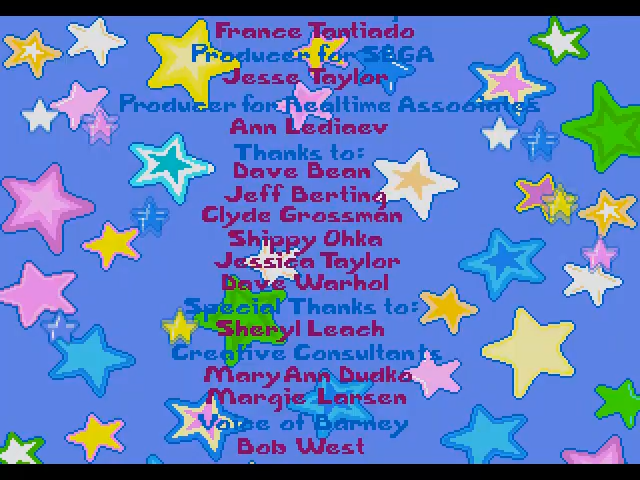 France Tantiado
Producer for SEGA
Jesse Taylor
Producer for Realtime Associates
Ann Lediaev
Thanks to:
Dave Bean
Jeff Berting
Clyde Grossman
Shippy Ohka
Jessica Taylor
Dave Warhol
Special Thanks to:
Sheryl Leach
Creative Consultants
Mary Ann Dudko
Margie Larsen
Voice of Barney
Bob West